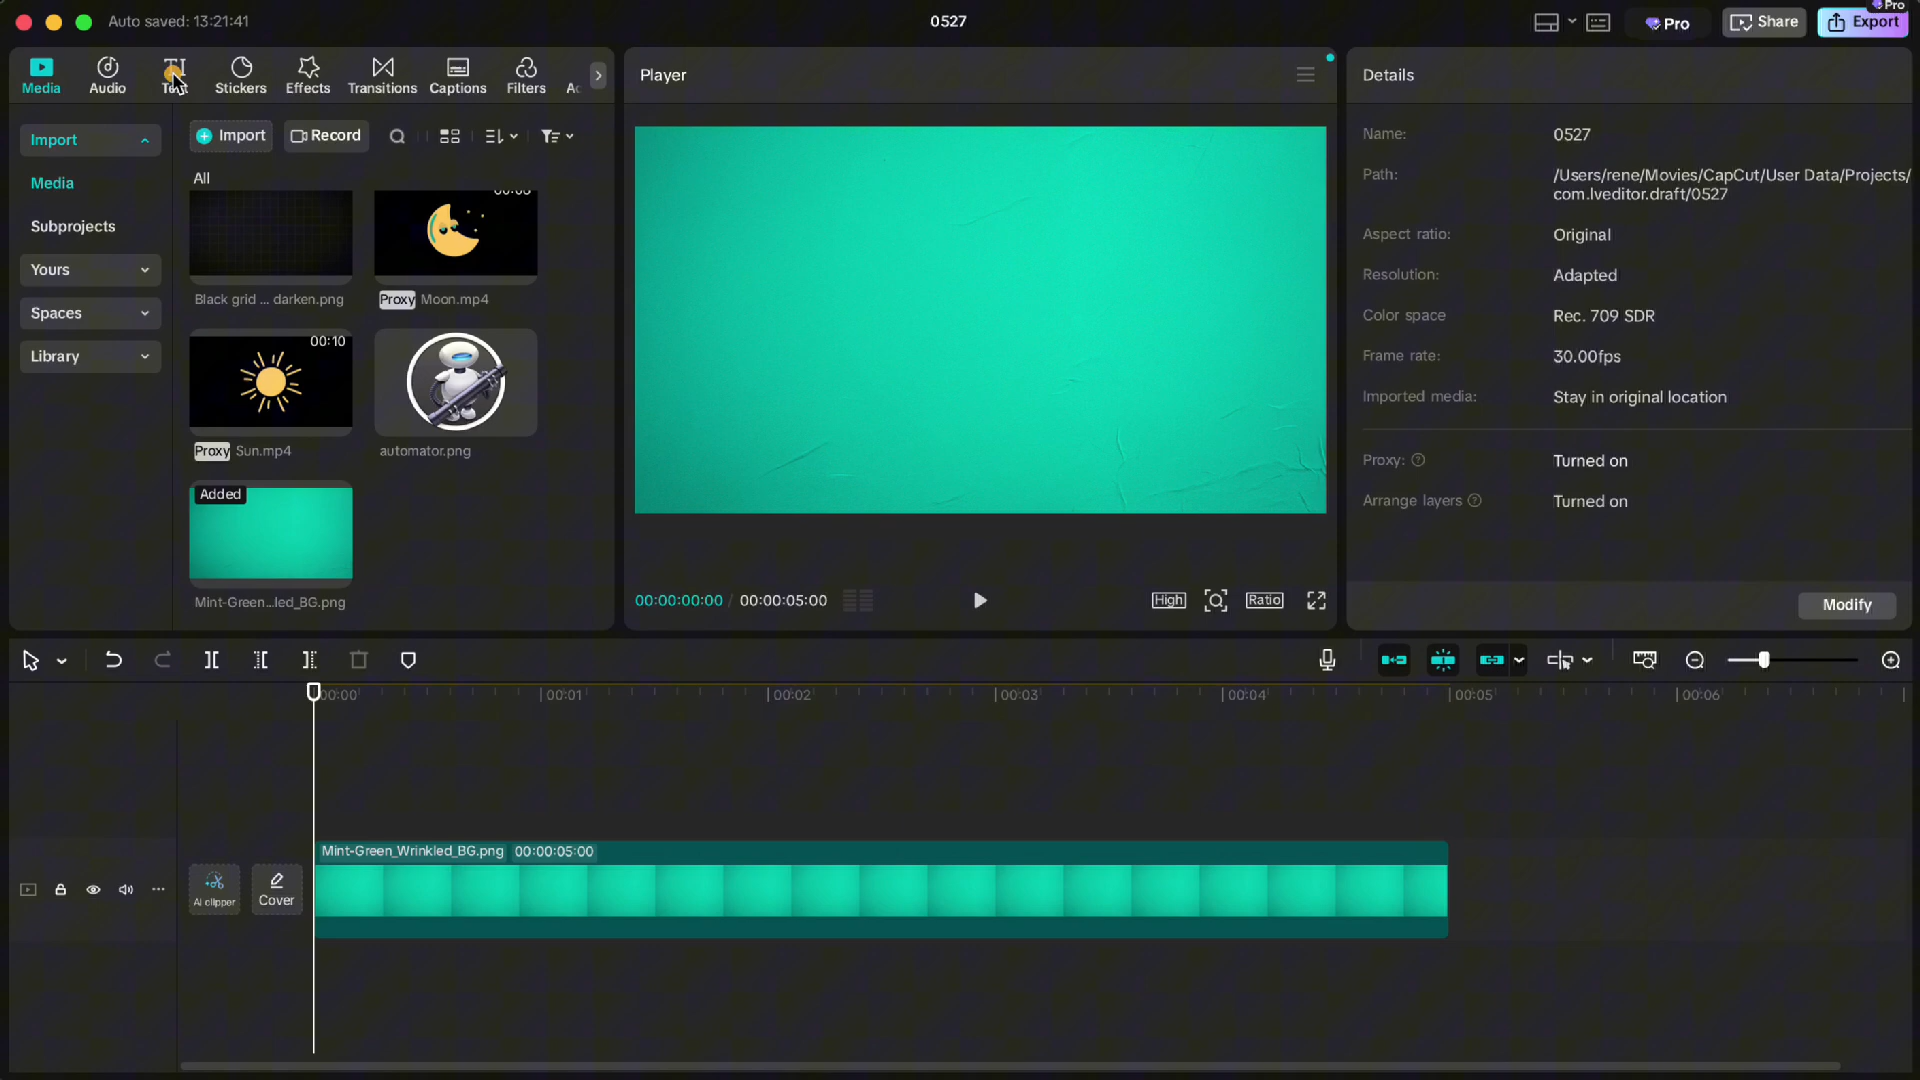 Auto saved: 13:21:41
0527
Pro
Share
Pro
Export
Media
Audio
Text
Stickers
Effects
Transitions
Captions
Filters
Import
Media
Subprojects
Yours
Spaces
Library
Import
Record
All
Black grid ... darken.png
00:05
Proxy Moon.mp4
00:10
Proxy Sun.mp4
automator.png
Added
Mint-Green...led_BG.png
Player
00:00:00:00 / 00:00:05:00
High
Ratio
Details
Name: 0527
Path: /Users/rene/Movies/CapCut/User Data/Projects/
com.lveditor.draft/0527
Aspect ratio: Original
Resolution: Adapted
Color space Rec. 709 SDR
Frame rate: 30.00fps
Imported media: Stay in original location
Proxy: ? Turned on
Arrange layers ? Turned on
Modify
00:00
00:01
00:02
00:03
00:04
00:05
00:06
Mint-Green_Wrinkled_BG.png 00:00:05:00
AI clipper
Cover